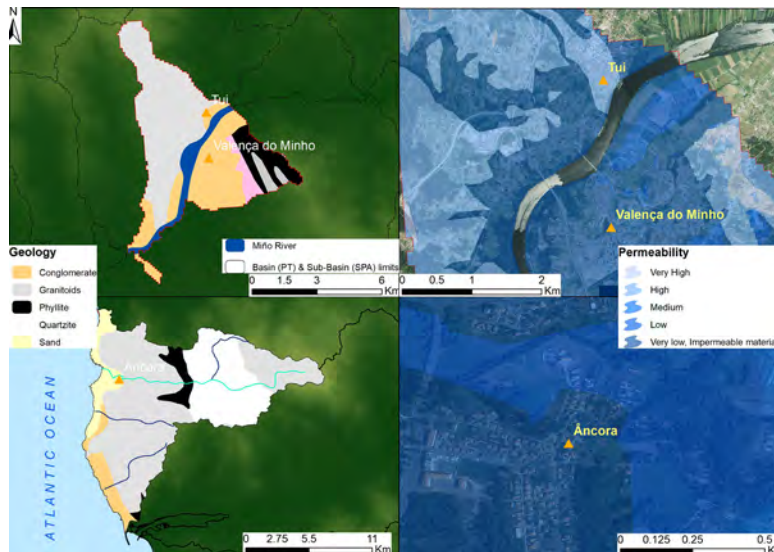 N
Tui
Valença do Minho
Geology
Conglomerate
Granitoids
Phyllite
Quartzite
Sand
Miño River
Basin (PT) & Sub-Basin (SPA) limits
0 1.5 3 6
Km
Tui
Valença do Minho
0 0.5 1 2
Km
Permeability
Very High
High
Medium
Low
Very low, Impermeable materia
Âncora
ATLANTIC OCEAN
0 2.75 5.5 11
Km
Âncora
0 0.125 0.25 0.5